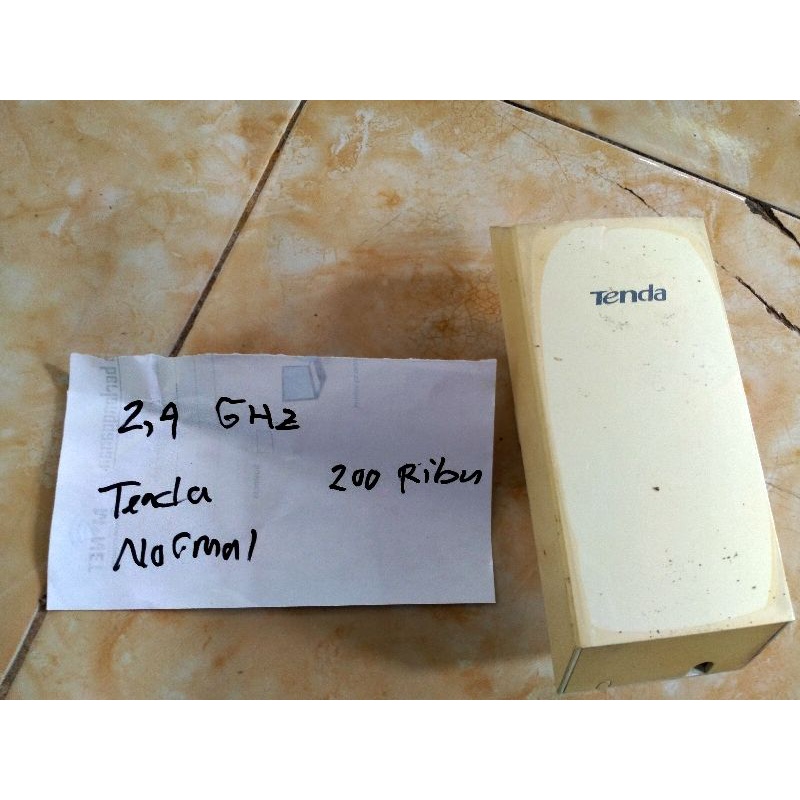 2,4 GHz
Tenda
200 Ribu
Normal
Tenda